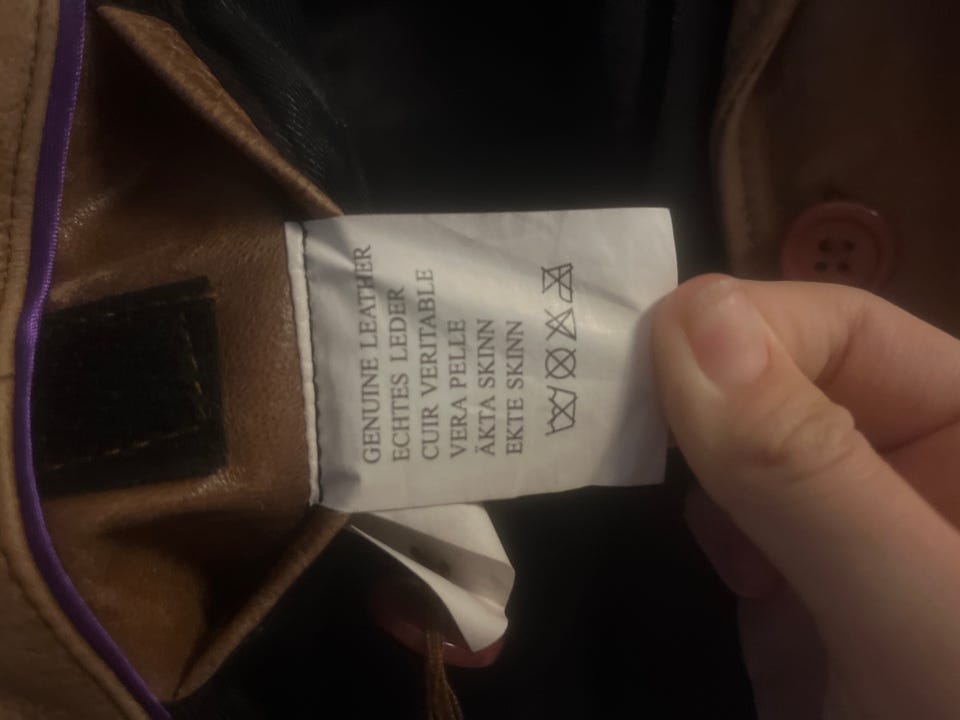 GENUINE LEATHER
ECHTES LEDER
CUIR VERITABLE
VERA PELLE
ÄKTA SKINN
EKTE SKINN